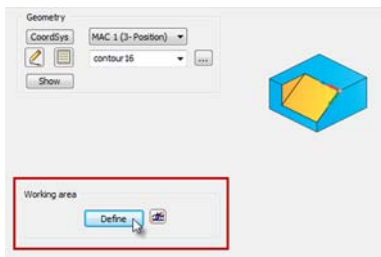 Geometry
CoordSys MAC 1 (3- Position)
contour16 ...
Show
Working area
Define